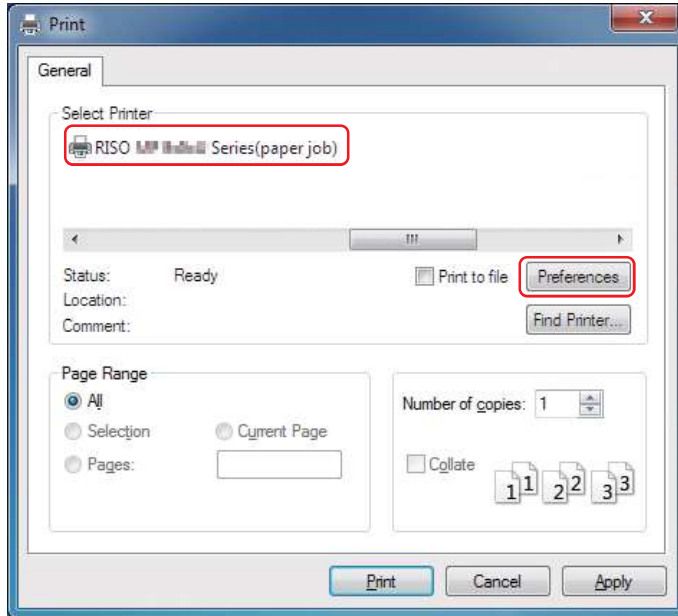 Print
General
Select Printer
RISO Series(paper job)
Status: Ready
Print to file
Preferences
Location:
Comment:
Find Printer...
Page Range
All
Selection
Current Page
Pages:
Number of copies: 1
Collate
1 1 2 2 3 3
Print
Cancel
Apply